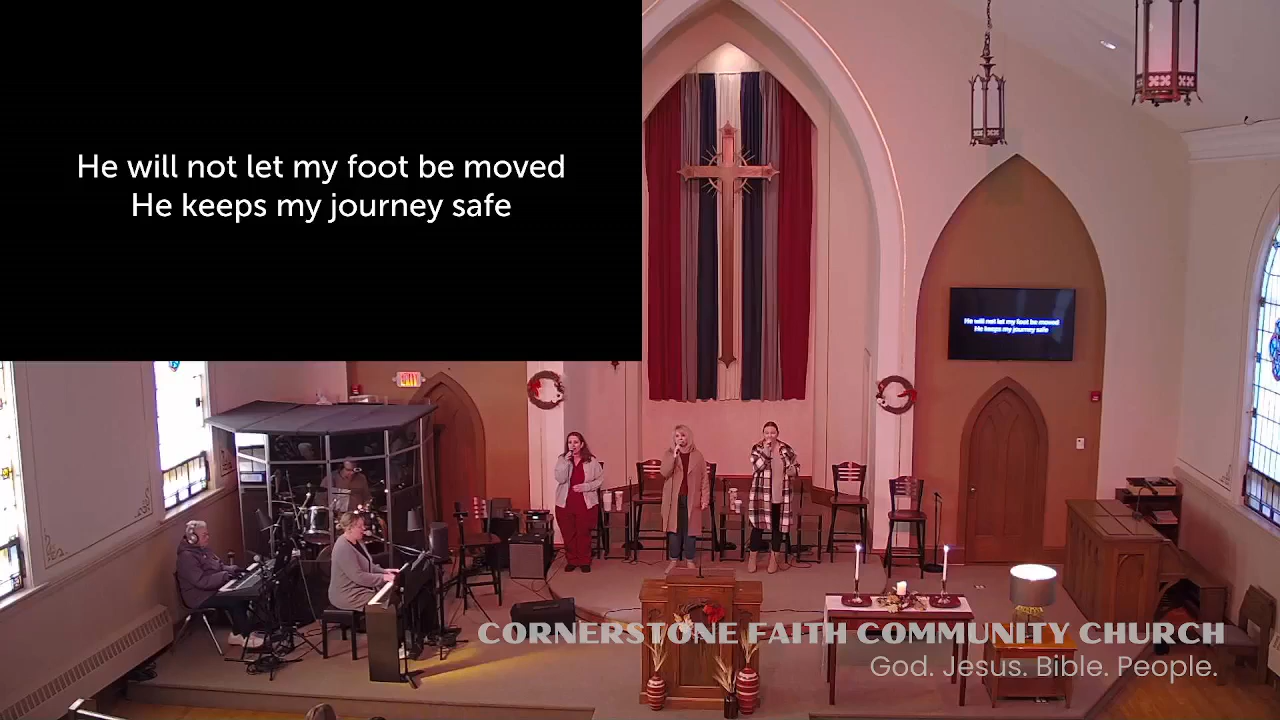 He will not let my foot be moved
He keeps my journey safe
He will not let my foot be moved
He keeps my journey safe
EXIT
CORNERSTONE FAITH COMMUNITY CHURCH
God. Jesus. Bible. People.